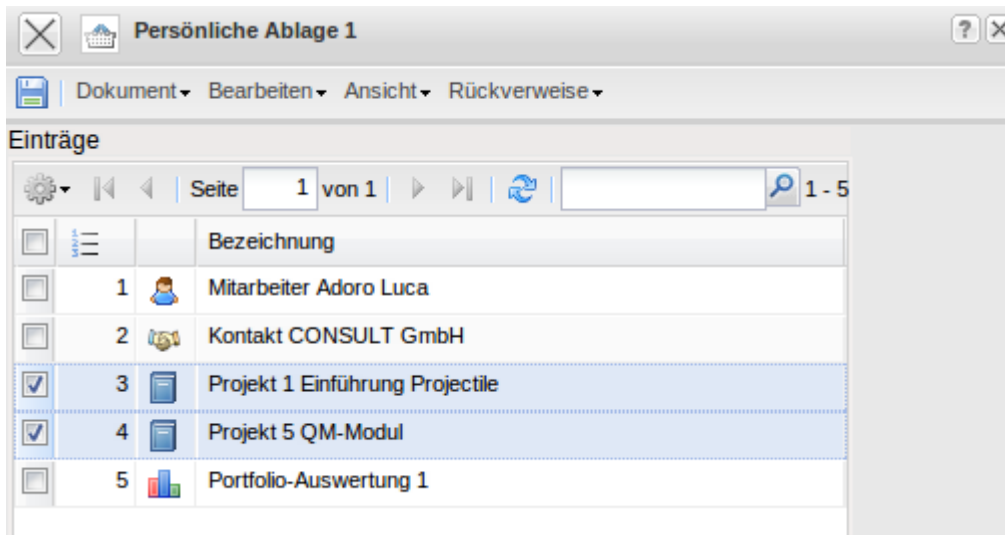 Persönliche Ablage 1
Dokument Bearbeiten Ansicht Rückverweise
Einträge
Seite 1 von 1 1 - 5
Bezeichnung
1 Mitarbeiter Adoro Luca
2 Kontakt CONSULT GmbH
3 Projekt 1 Einführung Projectile
4 Projekt 5 QM-Modul
5 Portfolio-Auswertung 1